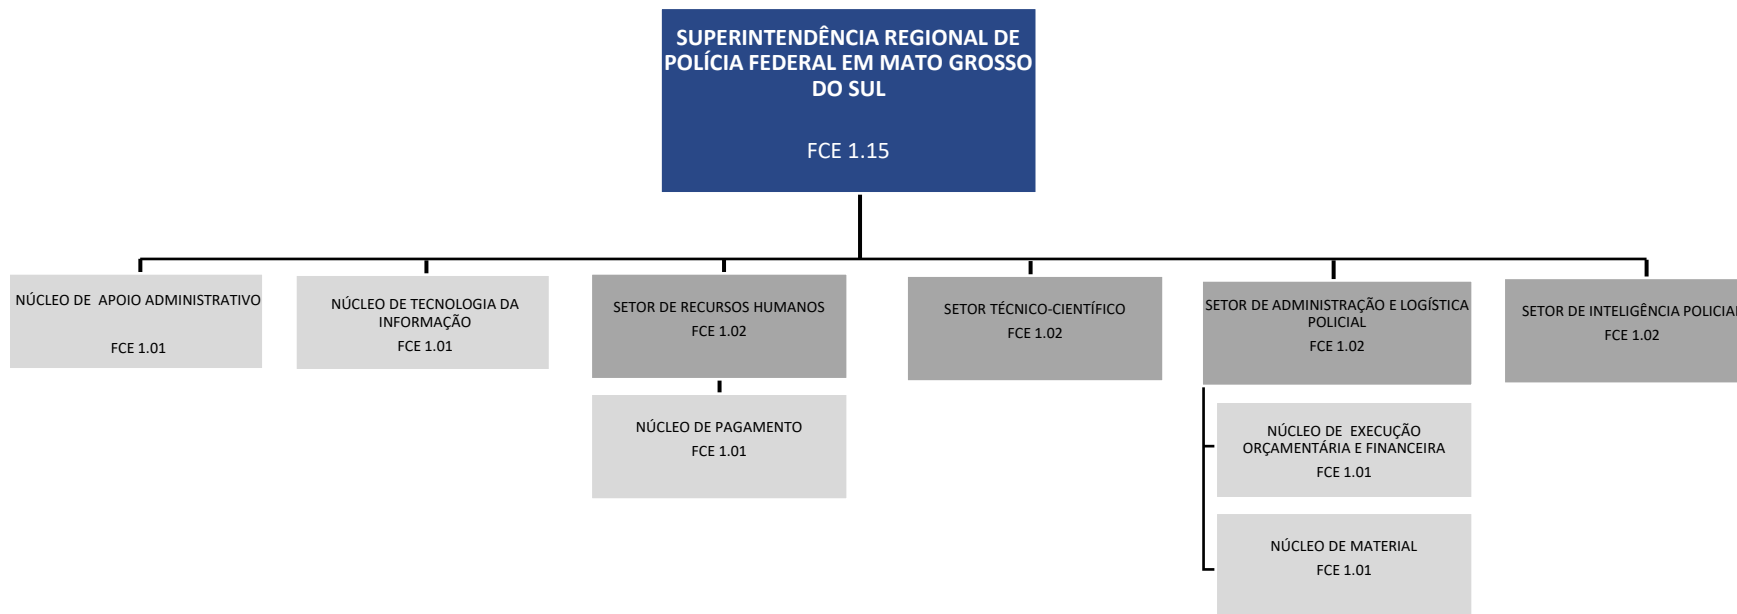 SUPERINTENDÊNCIA REGIONAL DE
POLÍCIA FEDERAL EM MATO GROSSO
DO SUL
FCE 1.15
NÚCLEO DE APOIO ADMINISTRATIVO
FCE 1.01
NÚCLEO DE TECNOLOGIA DA
INFORMAÇÃO
FCE 1.01
SETOR DE RECURSOS HUMANOS
FCE 1.02
SETOR TÉCNICO-CIENTÍFICO
FCE 1.02
SETOR DE ADMINISTRAÇÃO E LOGÍSTICA
POLICIAL
FCE 1.02
SETOR DE INTELIGÊNCIA POLICIAL
FCE 1.02
NÚCLEO DE PAGAMENTO
FCE 1.01
NÚCLEO DE EXECUÇÃO
ORÇAMENTÁRIA E FINANCEIRA
FCE 1.01
NÚCLEO DE MATERIAL
FCE 1.01